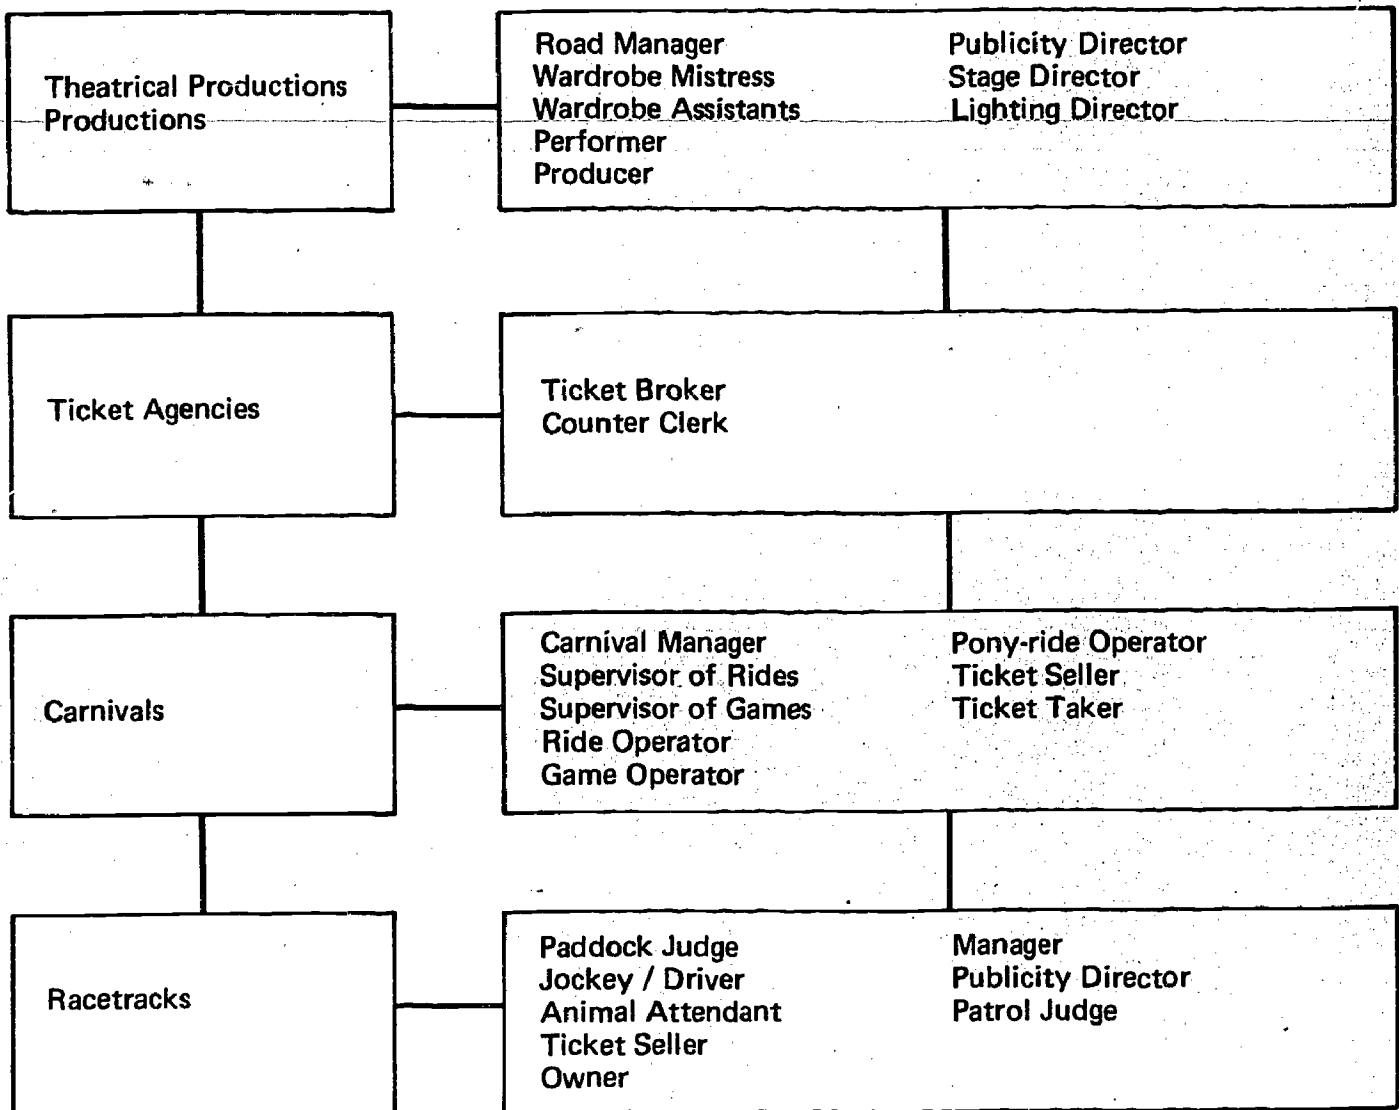 Theatrical Productions
Productions
Road Manager
Wardrobe Mistress
Wardrobe Assistants
Performer
Producer
Publicity Director
Stage Director
Lighting Director
Ticket Agencies
Ticket Broker
Counter Clerk
Carnivals
Carnival Manager
Supervisor of Rides
Supervisor of Games
Ride Operator
Game Operator
Pony-ride Operator
Ticket Seller
Ticket Taker
Racetracks
Paddock Judge
Jockey / Driver
Animal Attendant
Ticket Seller
Owner
Manager
Publicity Director
Patrol Judge